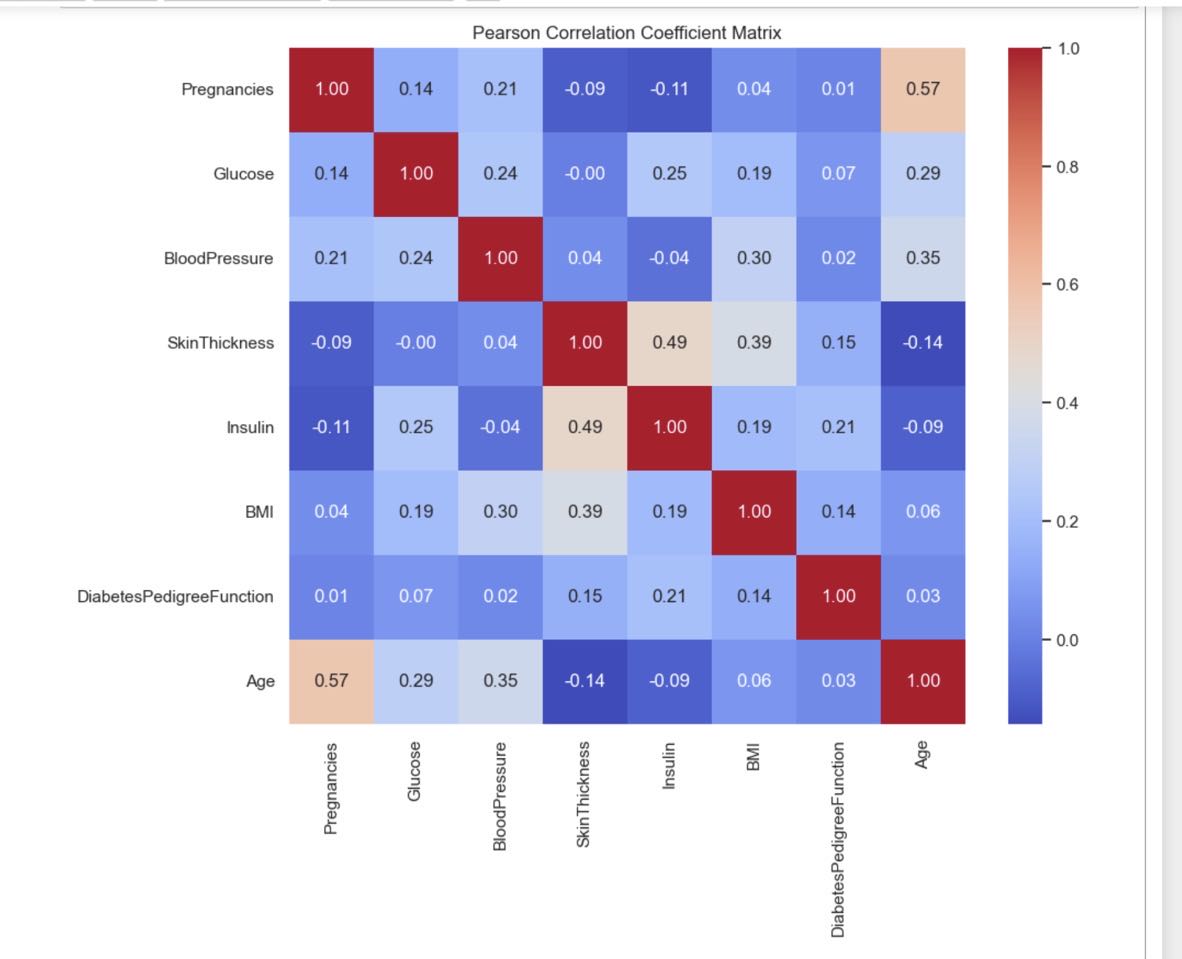 Pearson Correlation Coefficient Matrix
Pregnancies 1.00 0.14 0.21 -0.09 -0.11 0.04 0.01 0.57
Glucose 0.14 1.00 0.24 -0.00 0.25 0.19 0.07 0.29
BloodPressure 0.21 0.24 1.00 0.04 -0.04 0.30 0.02 0.35
SkinThickness -0.09 -0.00 0.04 1.00 0.49 0.39 0.15 -0.14
Insulin -0.11 0.25 -0.04 0.49 1.00 0.19 0.21 -0.09
BMI 0.04 0.19 0.30 0.39 0.19 1.00 0.14 0.06
DiabetesPedigreeFunction 0.01 0.07 0.02 0.15 0.21 0.14 1.00 0.03
Age 0.57 0.29 0.35 -0.14 -0.09 0.06 0.03 1.00
Pregnancies
Glucose
BloodPressure
SkinThickness
Insulin
BMI
DiabetesPedigreeFunction
Age
1.0
0.8
0.6
0.4
0.2
0.0